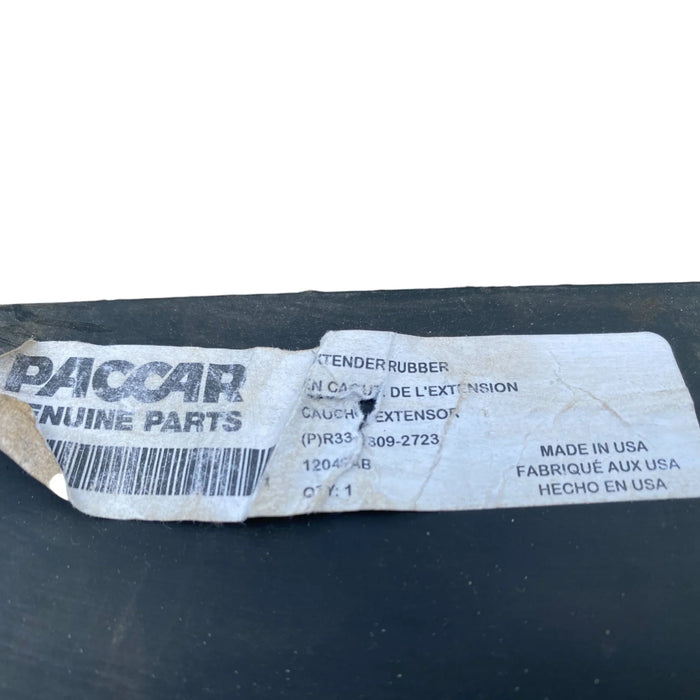 PACCAR
ENUINE PARTS
XTENDER RUBBER
EN CAOUT. DE L'EXTENSION
CAUCHO EXTENSOR
(P)R33- 809-2723
QTY: 1
MADE IN USA
FABRIQUÉ AUX USA
HECHO EN USA